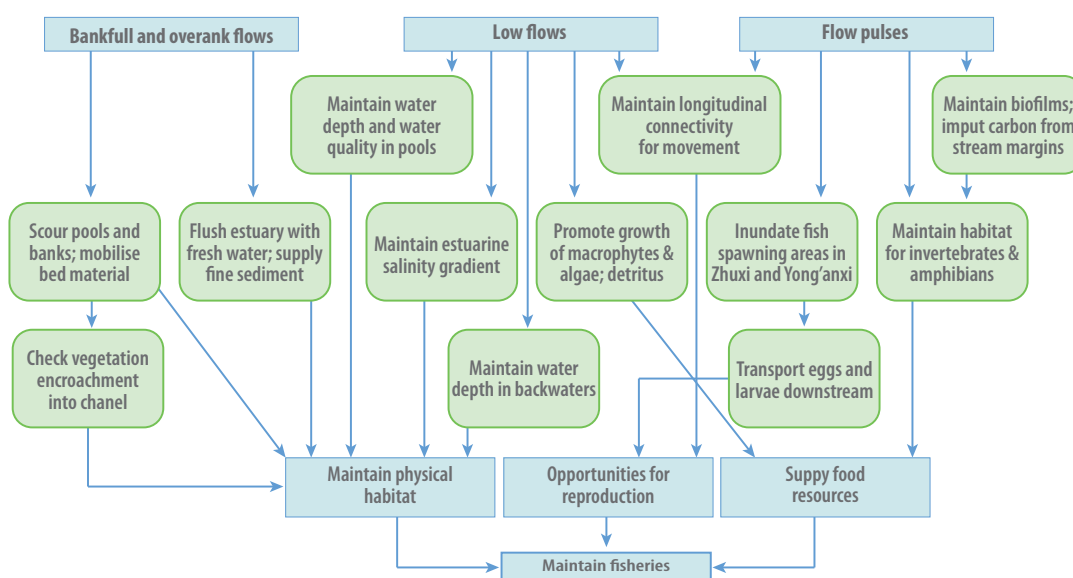 Bankfull and overank flows
Low flows
Flow pulses
Maintain water
depth and water
quality in pools
Maintain longitudinal
connectivity
for movement
Maintain biofilms;
imput carbon from
stream margins
Scour pools and
banks; mobilise
bed material
Flush estuary with
fresh water; supply
fine sediment
Maintain estuarine
salinity gradient
Promote growth
of macrophytes &
algae; detritus
Inundate fish
spawning areas in
Zhuxi and Yong’anxi
Maintain habitat
for invertebrates &
amphibians
Check vegetation
encroachment
into chanel
Maintain water
depth in backwaters
Transport eggs and
larvae downstream
Maintain physical
habitat
Opportunities for
reproduction
Suppy food
resources
Maintain fisheries